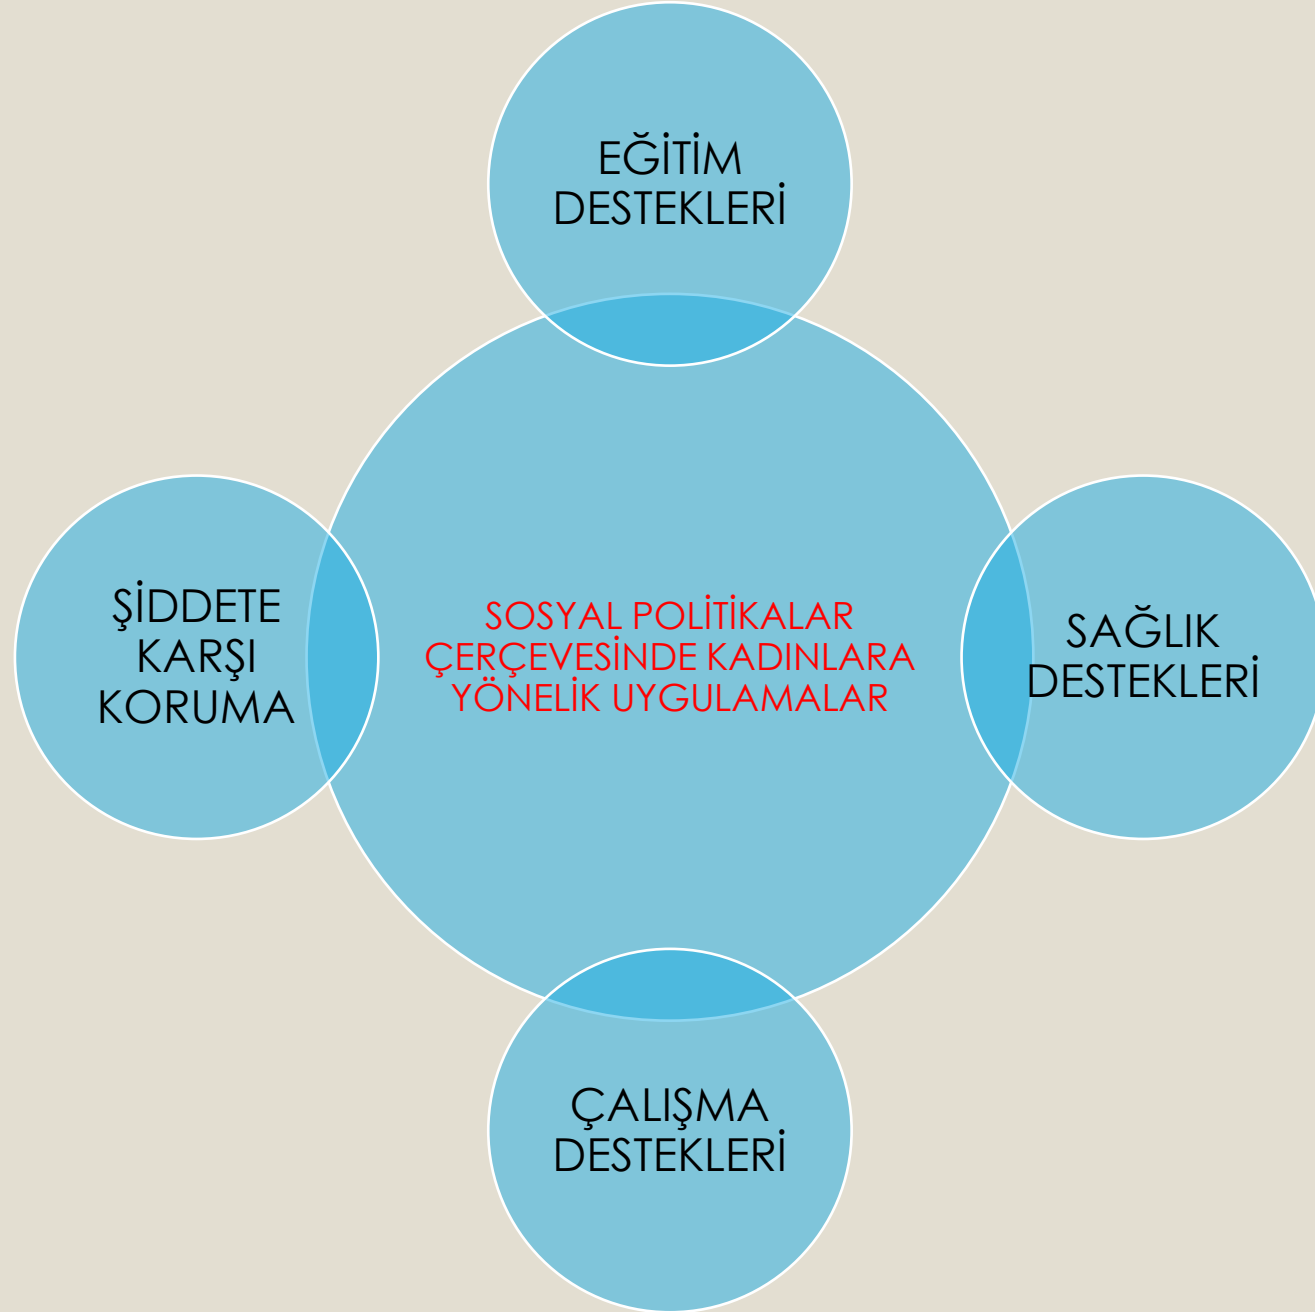 EĞİTİM
DESTEKLERİ
ŞİDDETE
KARŞI
KORUMA
SOSYAL POLİTİKALAR
ÇERÇEVESİNDE KADINLARA
YÖNELİK UYGULAMALAR
SAĞLIK
DESTEKLERİ
ÇALIŞMA
DESTEKLERİ